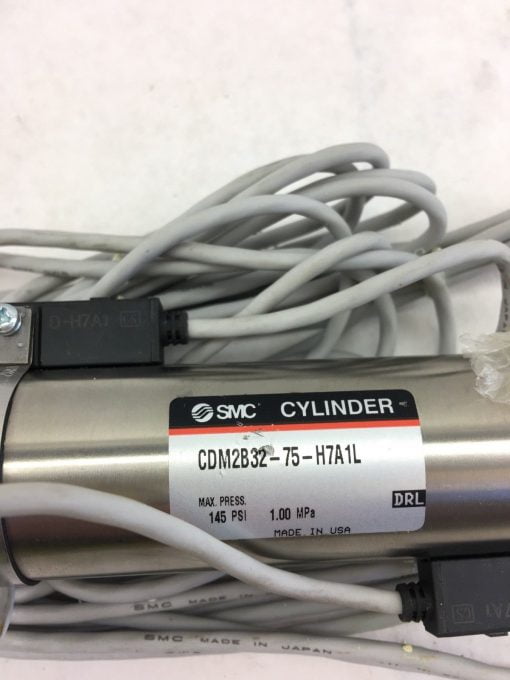 D-H7A1
SMC CYLINDER
CDM2B32-75-H7A1L
MAX. PRESS.
145 PSI 1.00 MPa
DRL
MADE IN USA
H7A1
SMC MADE IN
SMC MADE IN JAPAN